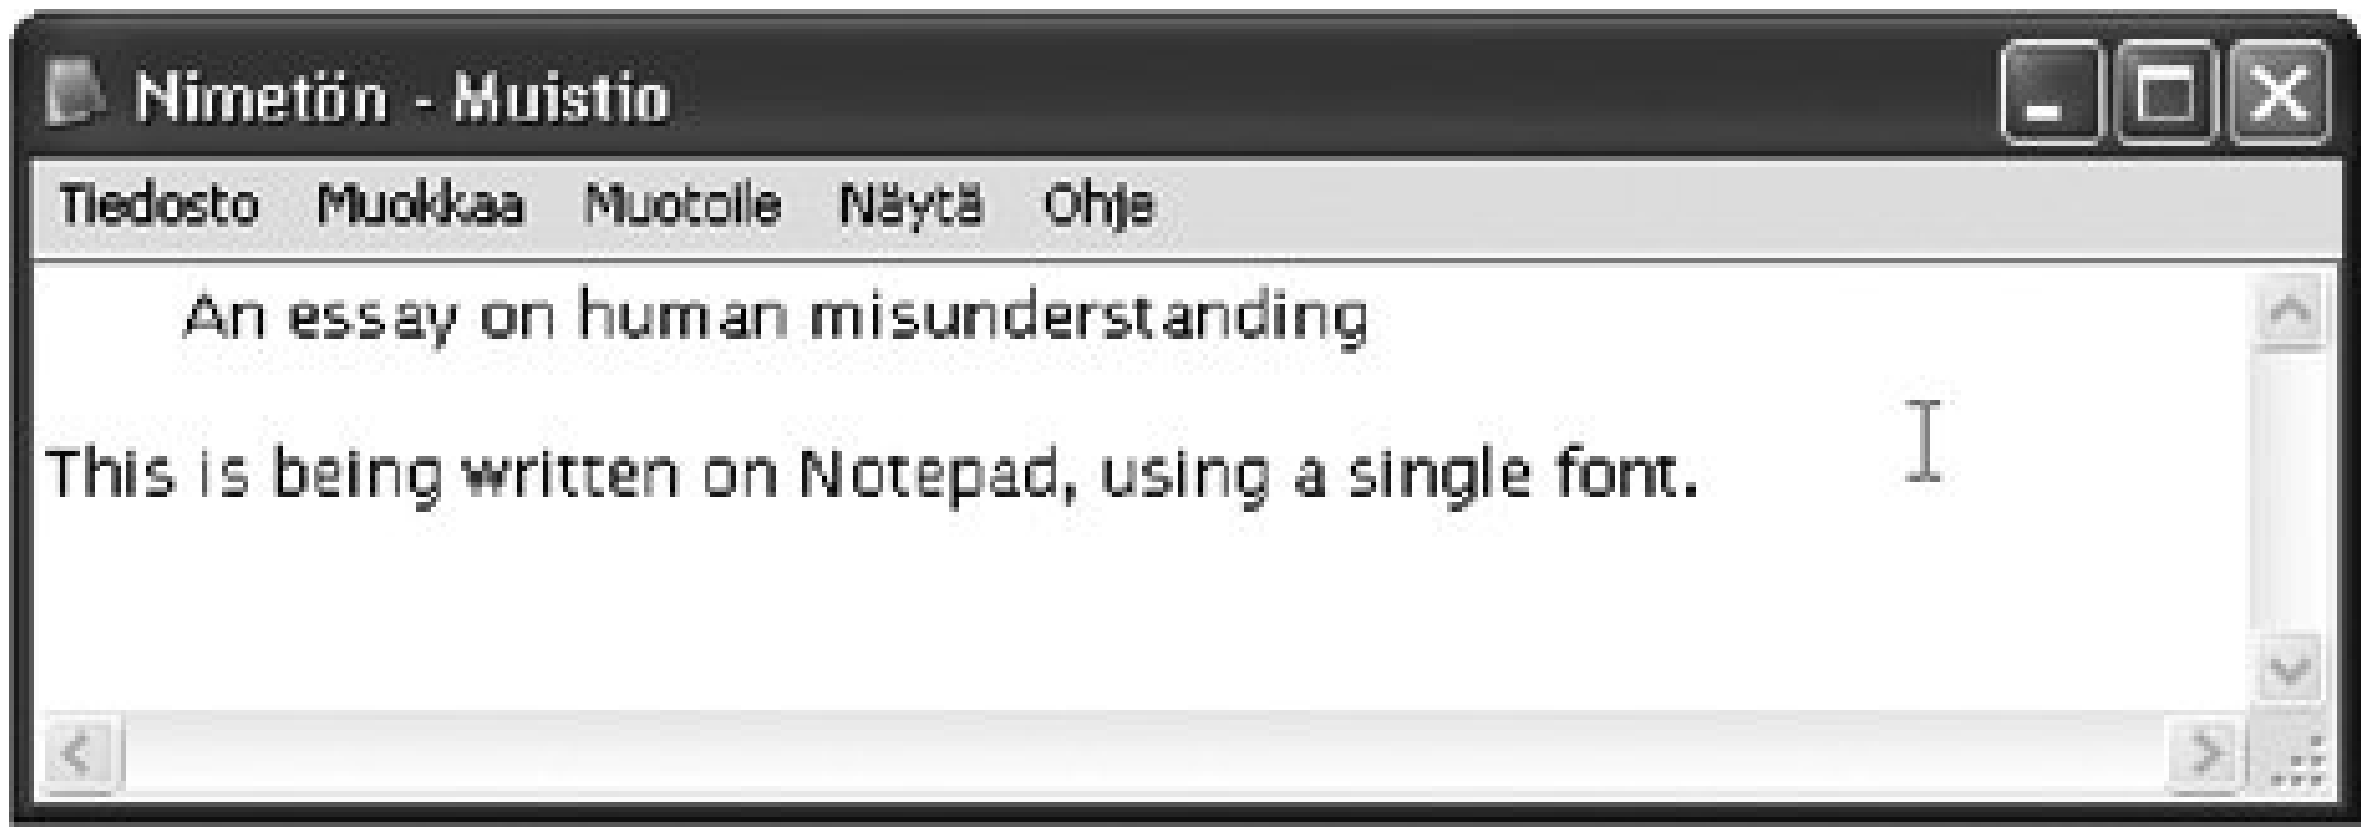 Nimetön - Muistio
Tiedosto Muokkaa Muotoile Näytä Ohje
An essay on human misunderstanding
This is being written on Notepad, using a single font.